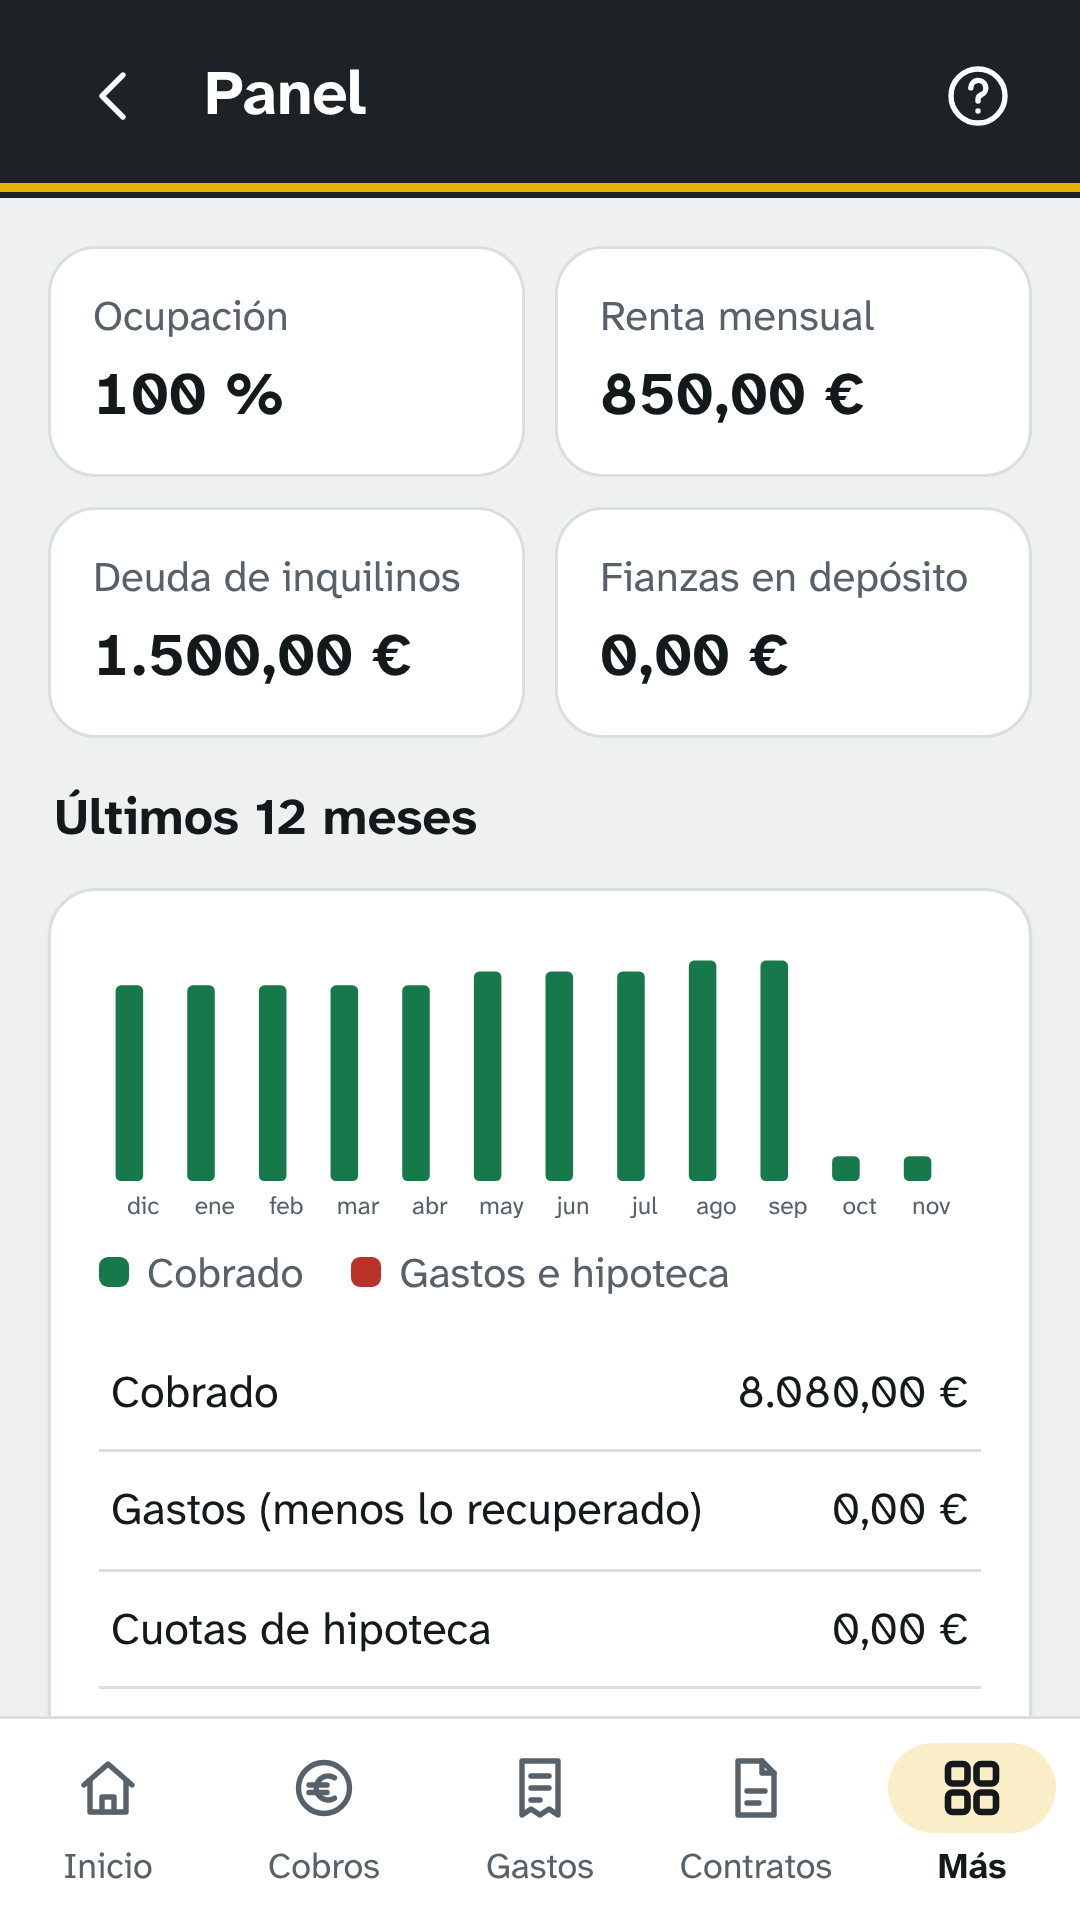 Panel
Ocupación
100 %
Renta mensual
850,00 €
Deuda de inquilinos
1.500,00 €
Fianzas en depósito
0,00 €
Últimos 12 meses
dic ene feb mar abr may jun jul ago sep oct nov
Cobrado Gastos e hipoteca
Cobrado 8.080,00 €
Gastos (menos lo recuperado) 0,00 €
Cuotas de hipoteca 0,00 €
Inicio Cobros Gastos Contratos Más